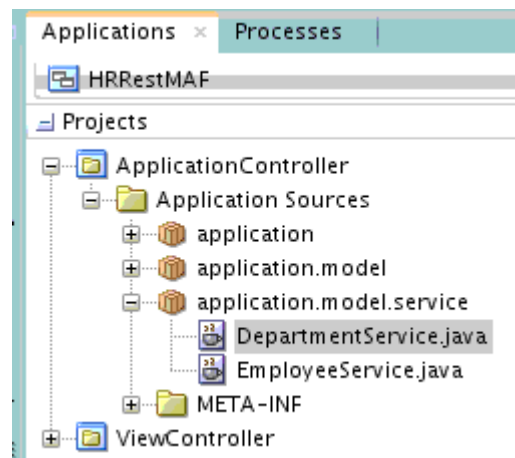 Applications × Processes
HRRestMAF
Projects
ApplicationController
Application Sources
application
application.model
application.model.service
DepartmentService.java
EmployeeService.java
META-INF
ViewController